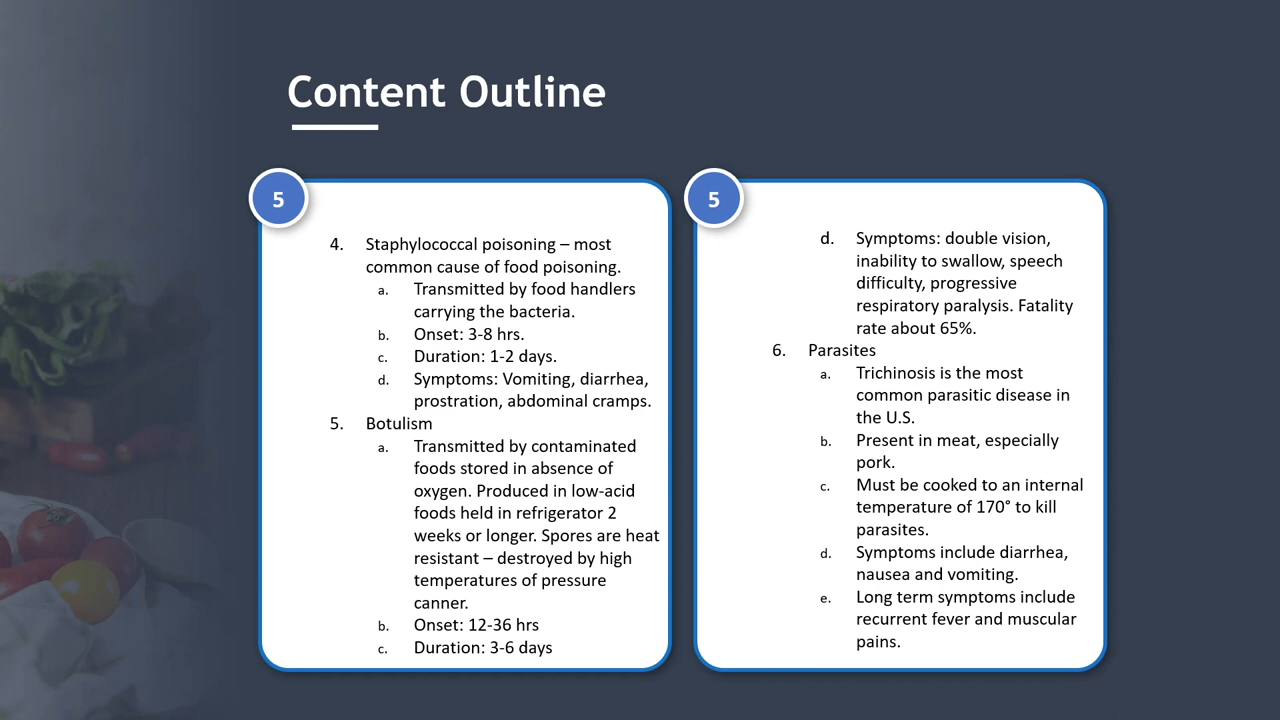 Content Outline
5
4. Staphylococcal poisoning – most
common cause of food poisoning.
a. Transmitted by food handlers
carrying the bacteria.
b. Onset: 3-8 hrs.
c. Duration: 1-2 days.
d. Symptoms: Vomiting, diarrhea,
prostration, abdominal cramps.
5. Botulism
a. Transmitted by contaminated
foods stored in absence of
oxygen. Produced in low-acid
foods held in refrigerator 2
weeks or longer. Spores are heat
resistant – destroyed by high
temperatures of pressure
canner.
b. Onset: 12-36 hrs
c. Duration: 3-6 days
5
d. Symptoms: double vision,
inability to swallow, speech
difficulty, progressive
respiratory paralysis. Fatality
rate about 65%.
6. Parasites
a. Trichinosis is the most
common parasitic disease in
the U.S.
b. Present in meat, especially
pork.
c. Must be cooked to an internal
temperature of 170° to kill
parasites.
d. Symptoms include diarrhea,
nausea and vomiting.
e. Long term symptoms include
recurrent fever and muscular
pains.